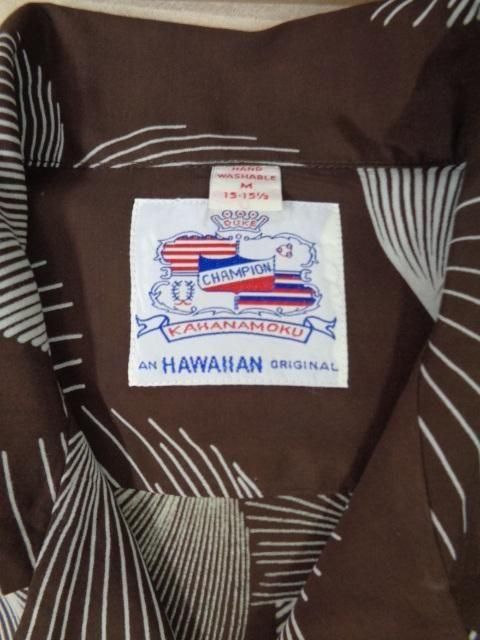 HAND
WASHABLE
M
15-15½
DUKE
CHAMPION
KAHANAMOKU
AN HAWAIIAN ORIGINAL